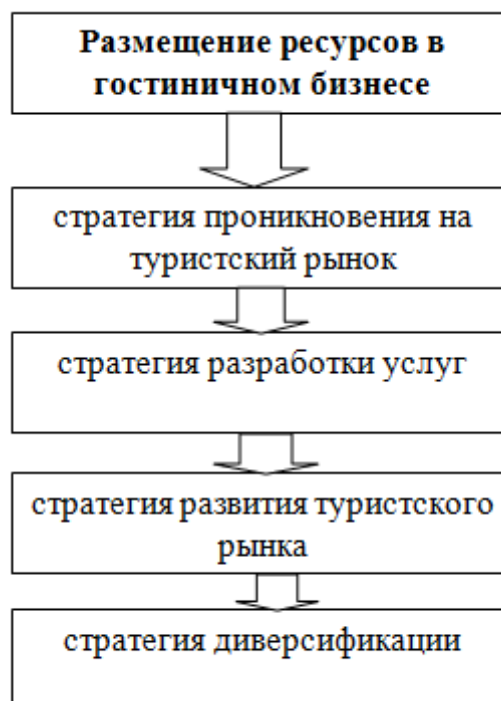 Размещение ресурсов в
гостиничном бизнесе
стратегия проникновения на
туристский рынок
стратегия разработки услуг
стратегия развития туристского
рынка
стратегия диверсификации